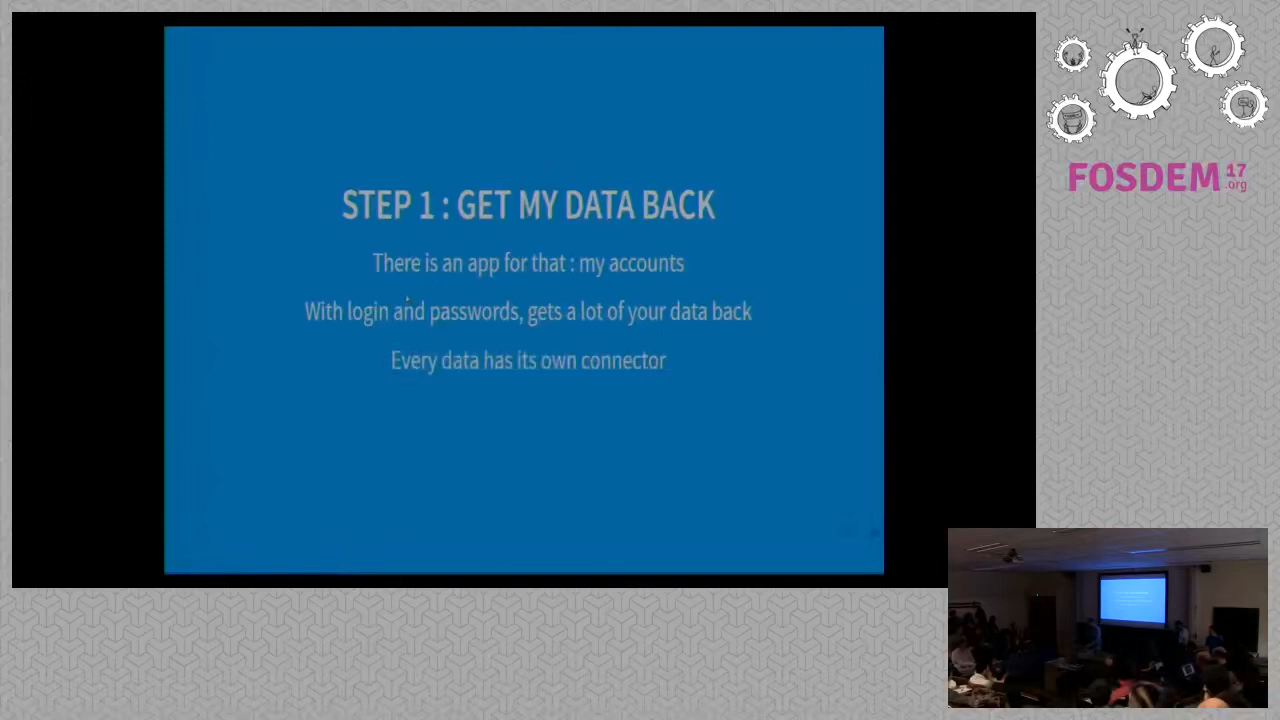 STEP 1 : GET MY DATA BACK
There is an app for that : my accounts
With login and passwords, gets a lot of your data back
Every data has its own connector
FOSDEM 17
.org